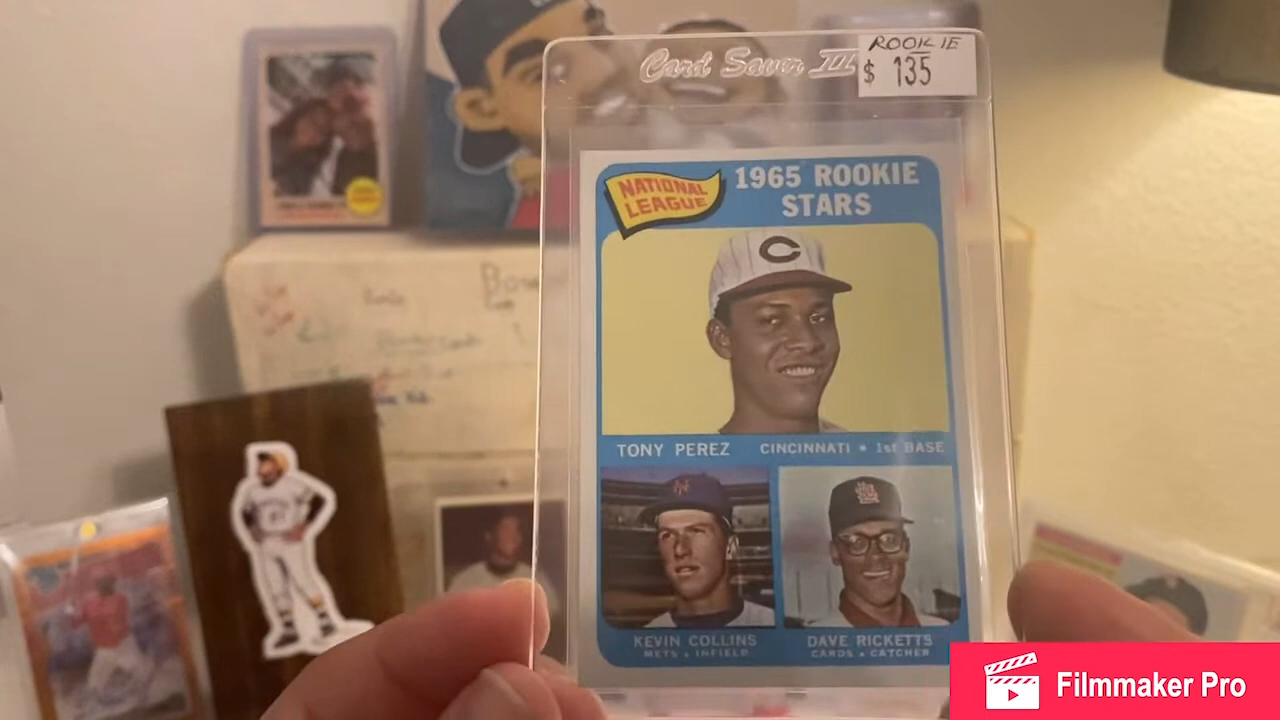 Card Saver III
ROOKIE
$ 135
NATIONAL
LEAGUE
1965 ROOKIE
STARS
C
TONY PEREZ CINCINNATI • 1st BASE
NY
KEVIN COLLINS
METS • INFIELD
DAVE RICKETTS
CARDS • CATCHER
Filmmaker Pro